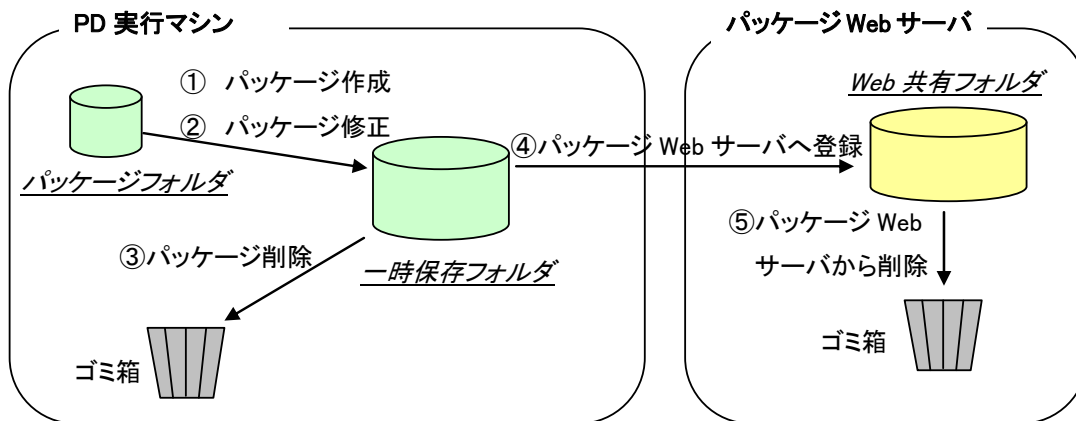 PD 実行マシン
① パッケージ作成
② パッケージ修正
パッケージフォルダ
③パッケージ削除
一時保存フォルダ
ゴミ箱
④パッケージ Web サーバへ登録
パッケージ Web サーバ
Web 共有フォルダ
⑤パッケージ Web
サーバから削除
ゴミ箱